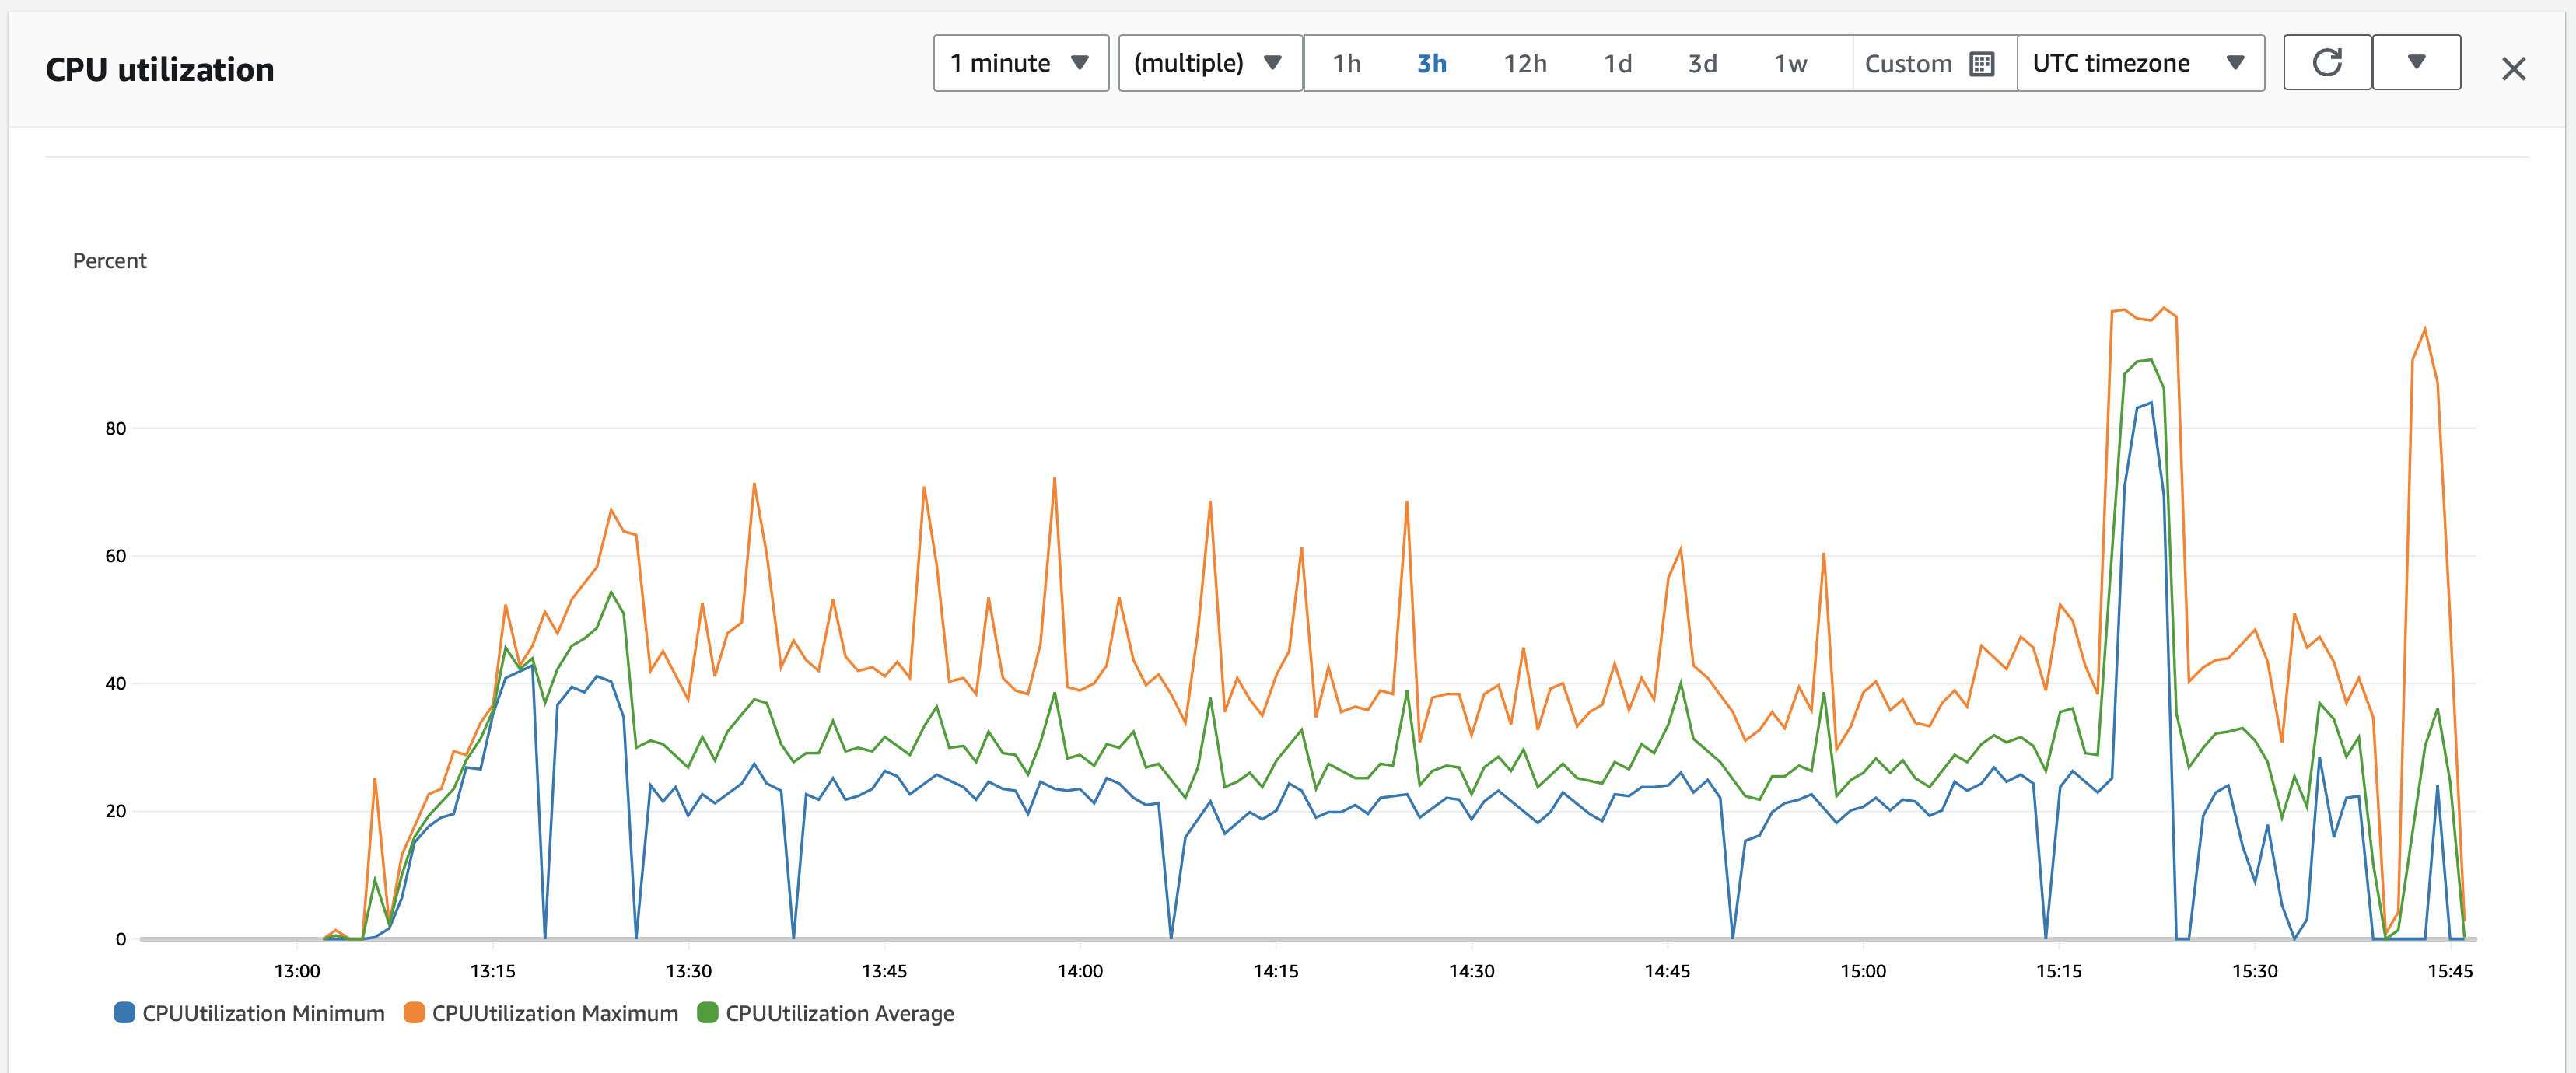 CPU utilization
1 minute (multiple) 1h 3h 12h 1d 3d 1w Custom UTC timezone
Percent
80
60
40
20
0
13:00 13:15 13:30 13:45 14:00 14:15 14:30 14:45 15:00 15:15 15:30 15:45
CPUUtilization Minimum CPUUtilization Maximum CPUUtilization Average